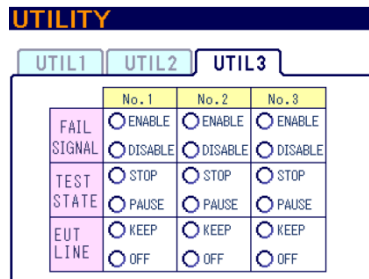 UTILITY
UTIL1 UTIL2 UTIL3
No.1 No.2 No.3
FAIL SIGNAL
ENABLE ENABLE ENABLE
DISABLE DISABLE DISABLE
TEST STATE
STOP STOP STOP
PAUSE PAUSE PAUSE
EUT LINE
KEEP KEEP KEEP
OFF OFF OFF